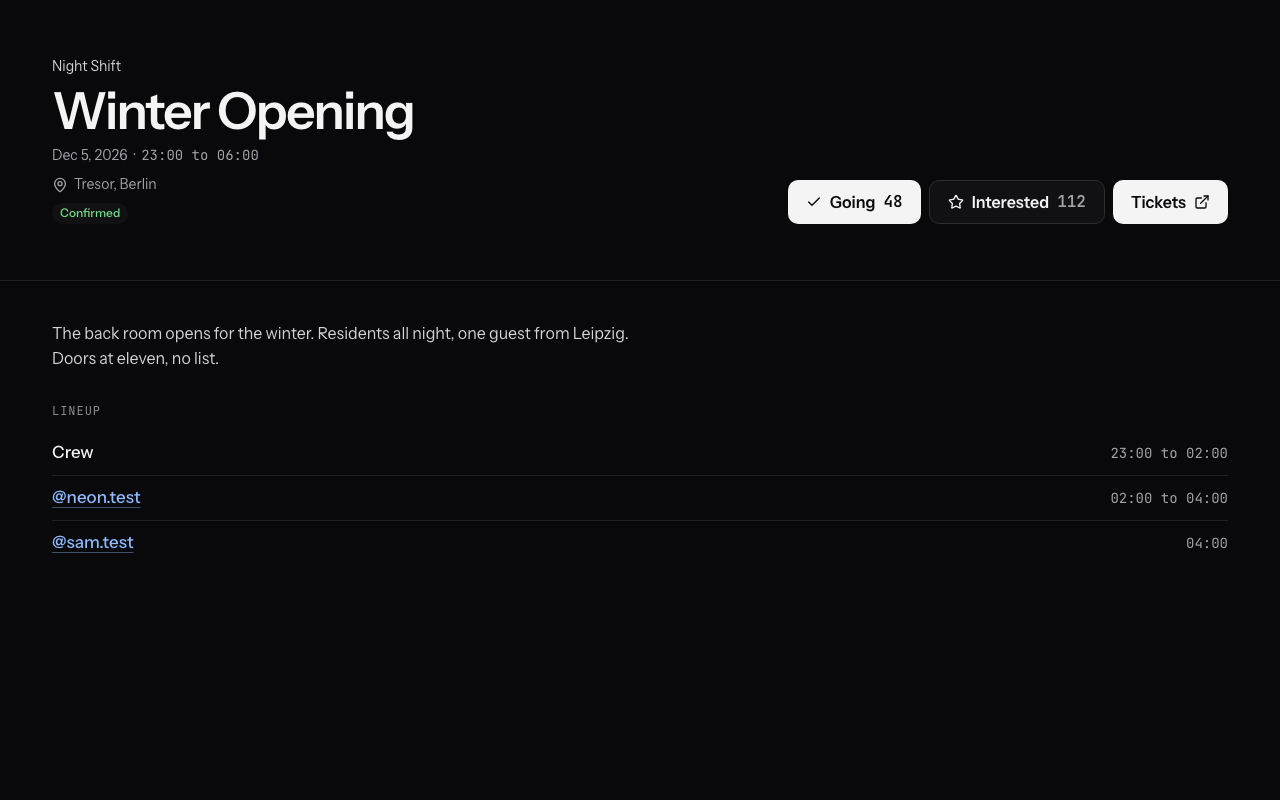 Night Shift
Winter Opening
Dec 5, 2026 · 23:00 to 06:00
Tresor, Berlin
Confirmed
Going 48
Interested 112
Tickets
The back room opens for the winter. Residents all night, one guest from Leipzig.
Doors at eleven, no list.
LINEUP
Crew 23:00 to 02:00
@neon.test 02:00 to 04:00
@sam.test 04:00